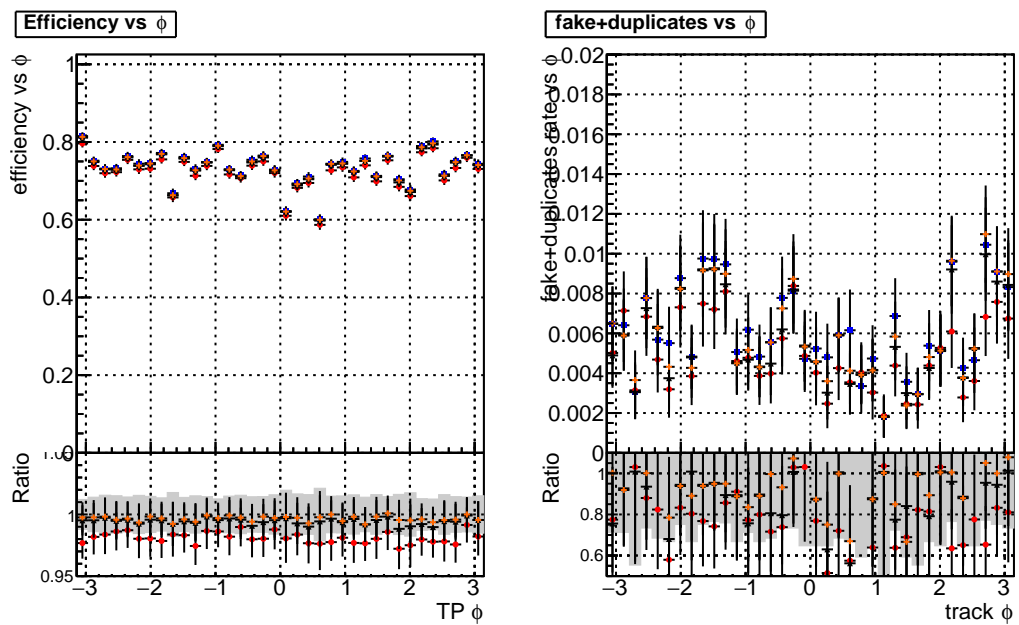 Efficiency vs ϕ
efficiency vs ϕ
1
0.8
0.6
0.4
0.2
0
Ratio
1.05
1
0.95
−3 −2 −1 0 1 2 3
TP ϕ
fake+duplicates vs ϕ
fake+duplicates rate vs ϕ
0.02
0.018
0.016
0.014
0.012
0.01
0.008
0.006
0.004
0.002
0
Ratio
1
0.8
0.6
−3 −2 −1 0 1 2 3
track ϕ